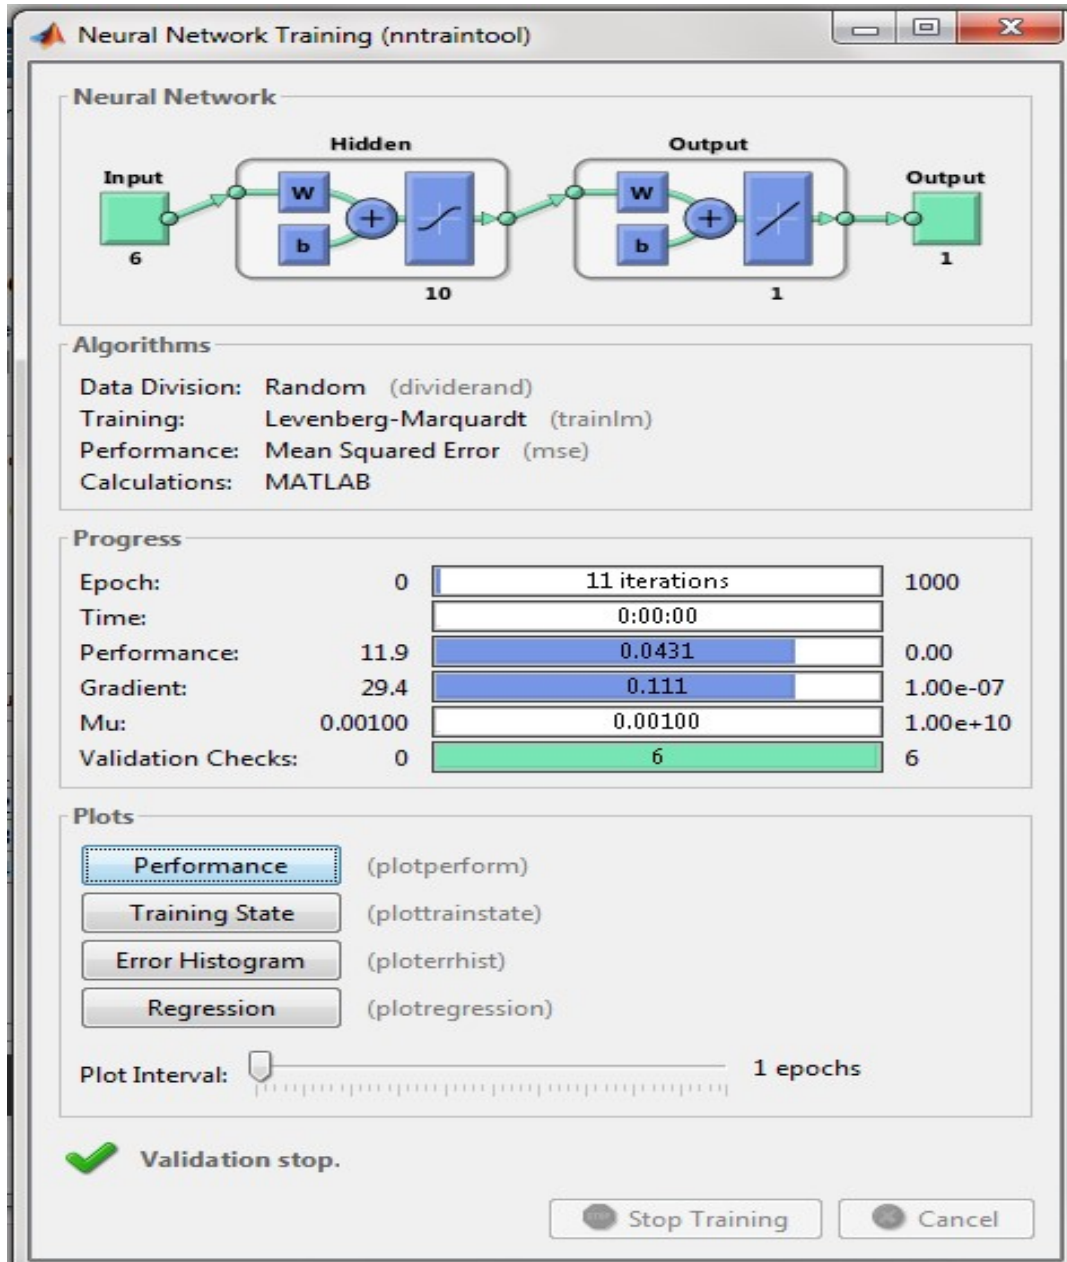 Neural Network Training (nntraintool)
Neural Network
Hidden Output
Input Output
W W
b b
6 1
10 1
Algorithms
Data Division: Random (dividerand)
Training: Levenberg-Marquardt (trainlm)
Performance: Mean Squared Error (mse)
Calculations: MATLAB
Progress
Epoch: 0 11 iterations 1000
Time: 0:00:00
Performance: 11.9 0.0431 0.00
Gradient: 29.4 0.111 1.00e-07
Mu: 0.00100 0.00100 1.00e+10
Validation Checks: 0 6 6
Plots
Performance (plotperform)
Training State (plottrainstate)
Error Histogram (ploterrhist)
Regression (plotregression)
Plot Interval: 1 epochs
Validation stop.
Stop Training Cancel